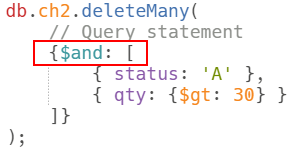 db.ch2.deleteMany(
// Query statement
{$and: [
{ status: 'A' },
{ qty: {$gt: 30} }
]}
);